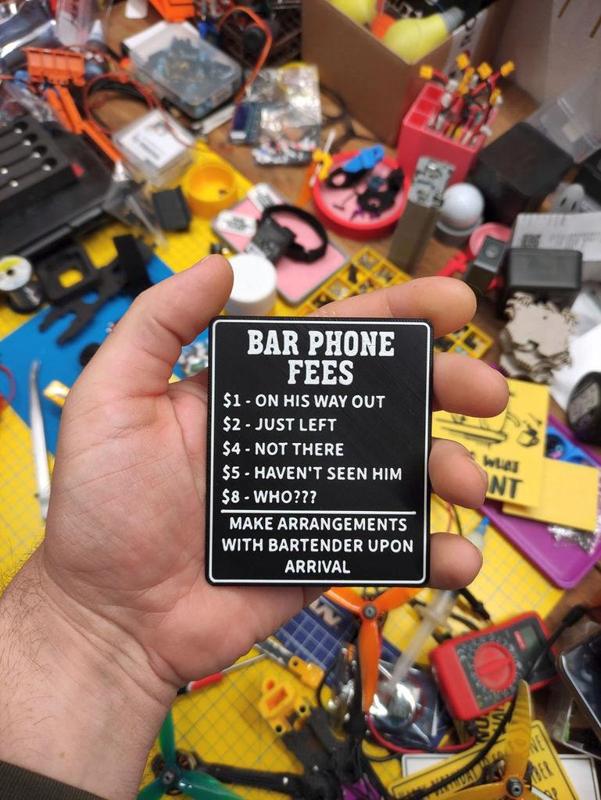 BAR PHONE
FEES
$1 - ON HIS WAY OUT
$2 - JUST LEFT
$4 - NOT THERE
$5 - HAVEN'T SEEN HIM
$8 - WHO???
MAKE ARRANGEMENTS
WITH BARTENDER UPON
ARRIVAL
WHAT